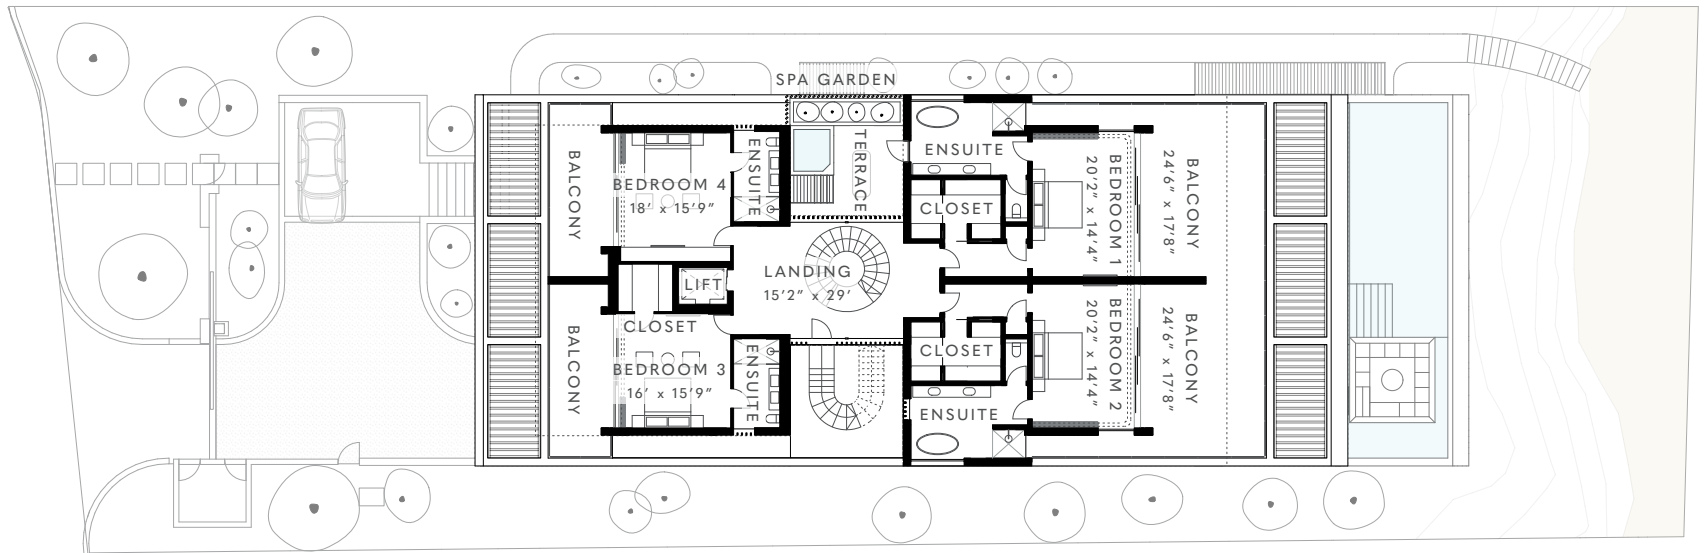 SPA GARDEN
BALCONY
BEDROOM 4
18' x 15'9"
ENSUITE
TERRACE
ENSUITE
CLOSET
BEDROOM 1
20'2" x 14'4"
BALCONY
24'6" x 17'8"
LANDING
15'2" x 29'
LIFT
CLOSET
BALCONY
BEDROOM 3
16' x 15'9"
ENSUITE
CLOSET
ENSUITE
BEDROOM 2
20'2" x 14'4"
BALCONY
24'6" x 17'8"